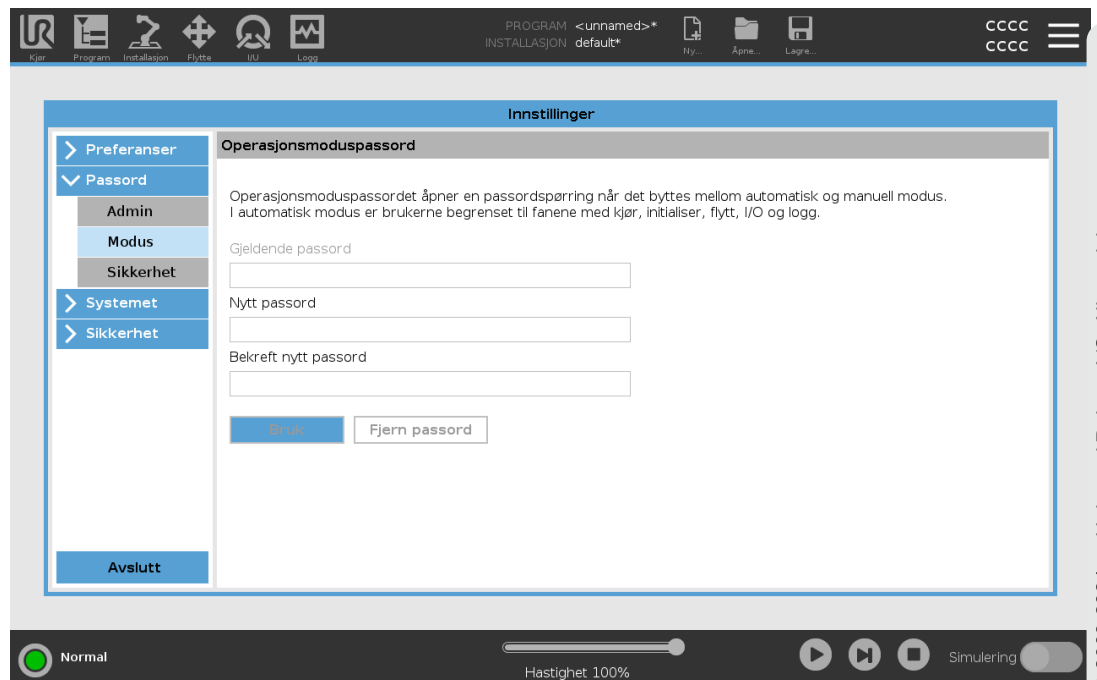 PROGRAM <unnamed>*
INSTALLASJON default*
CCCC
CCCC
Kjør Program Installasjon Flytte I/U Logg Ny... Åpne... Lagre...
Innstillinger
Preferanser
Passord
Admin
Modus
Sikkerhet
Systemet
Sikkerhet
Avslutt
Operasjonsmoduspassord
Operasjonsmoduspassordet åpner en passordspørring når det byttes mellom automatisk og manuell modus.
I automatisk modus er brukerne begrenset til fanene med kjør, initialiser, flytt, I/O og logg.
Gjeldende passord
Nytt passord
Bekreft nytt passord
Bruk Fjern passord
Normal
Hastighet 100%
Simulering